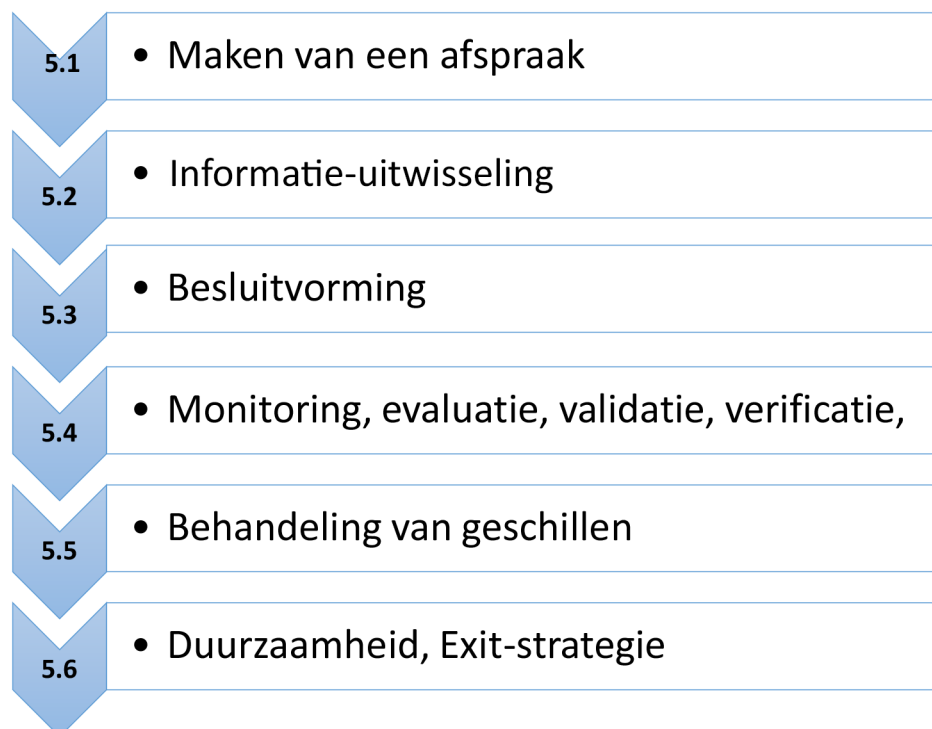 5.1 • Maken van een afspraak
5.2 • Informatie-uitwisseling
5.3 • Besluitvorming
5.4 • Monitoring, evaluatie, validatie, verificatie,
5.5 • Behandeling van geschillen
5.6 • Duurzaamheid, Exit-strategie